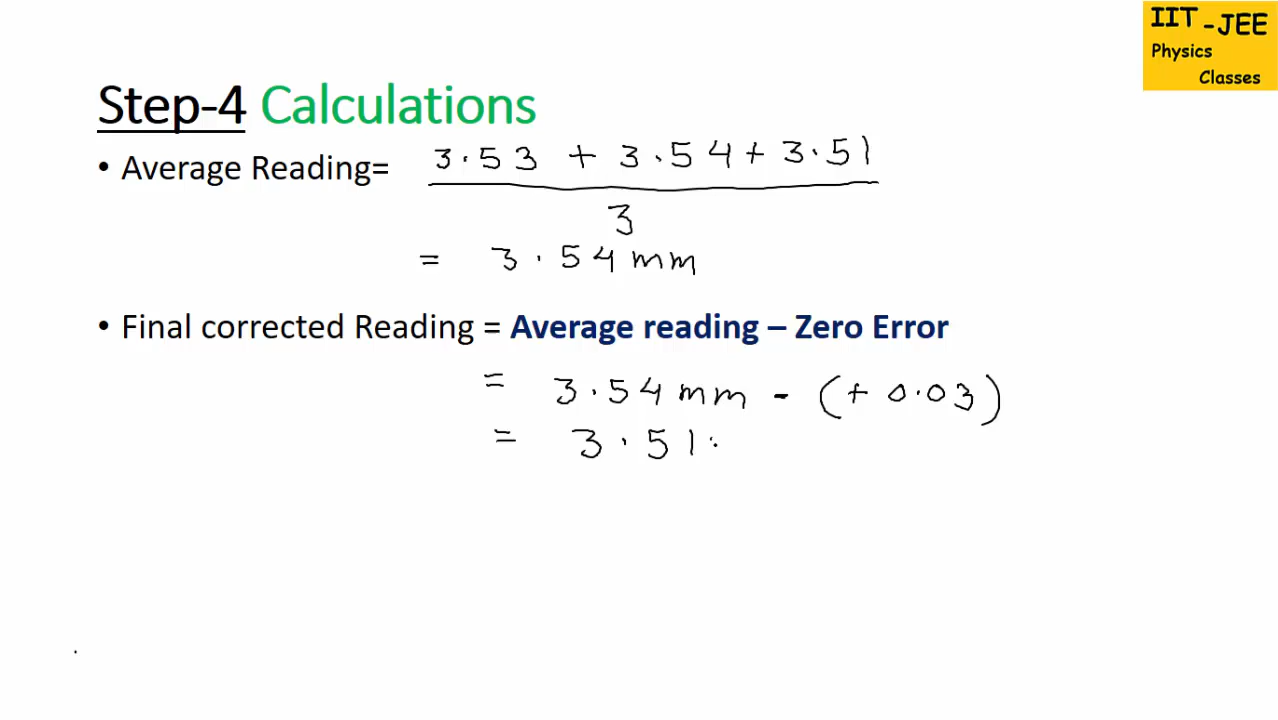 IIT -JEE
Physics
Classes
Step-4 Calculations
• Average Reading= 3.53 + 3.54 + 3.51
3
= 3.54 mm
• Final corrected Reading = Average reading – Zero Error
= 3.54 mm - (+ 0.03)
= 3.51